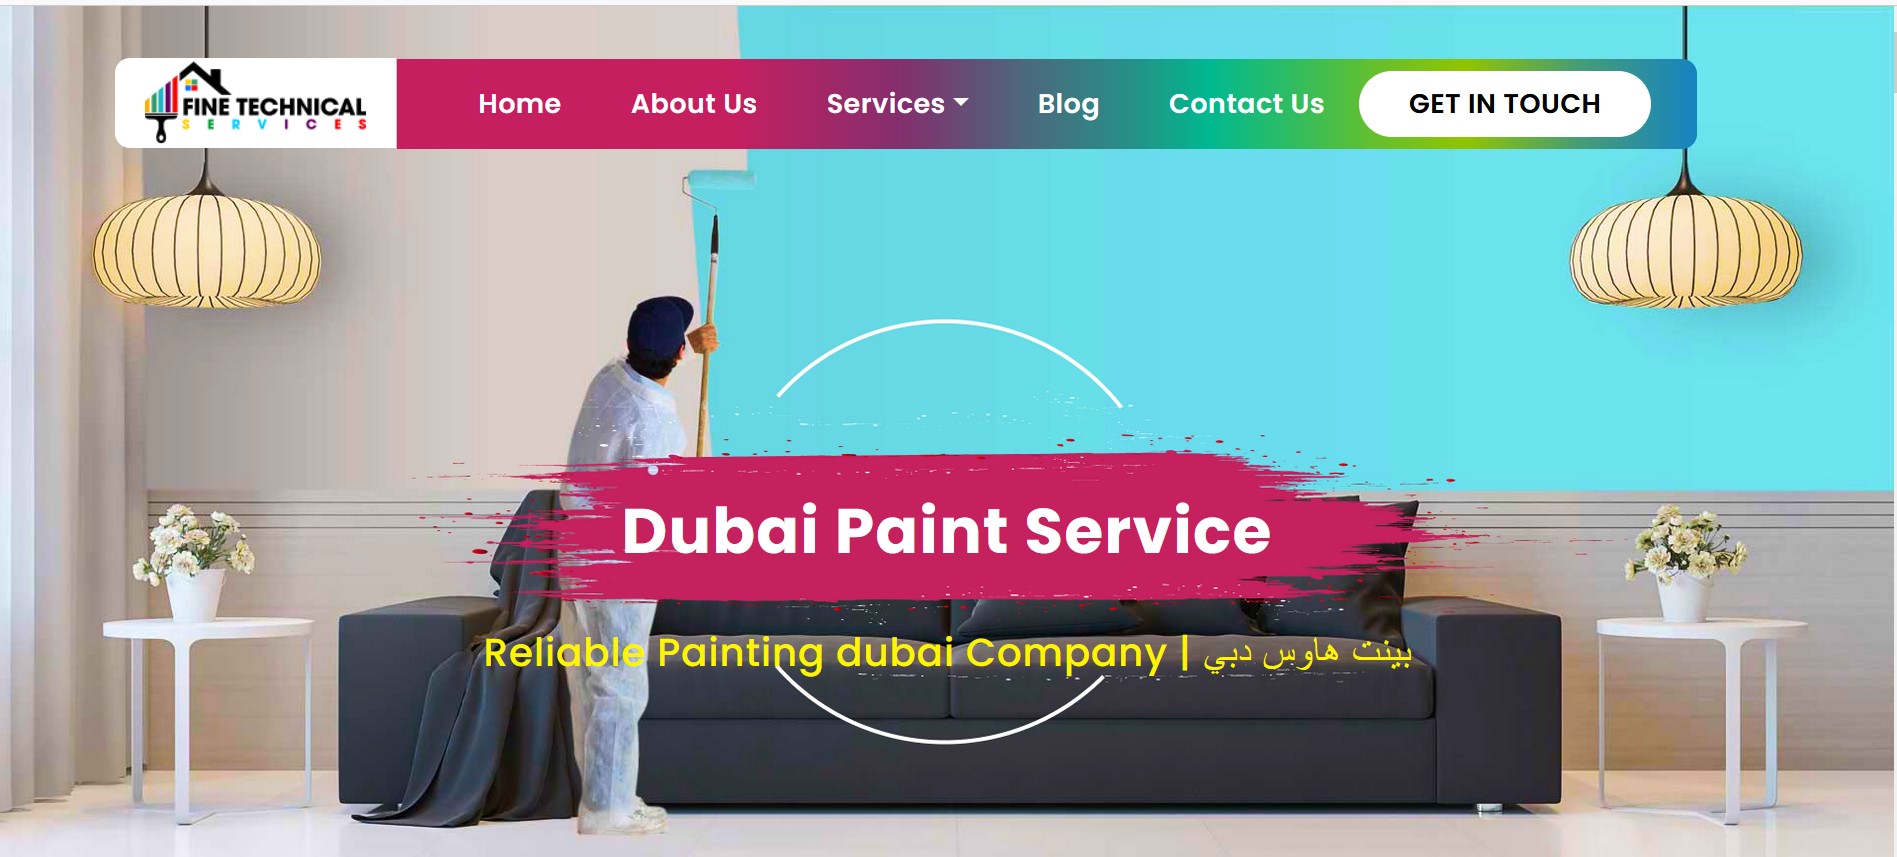 FINE TECHNICAL
SERVICES
Home
About Us
Services
Blog
Contact Us
GET IN TOUCH
Dubai Paint Service
Reliable Painting dubai Company | بينت هاوس دبي